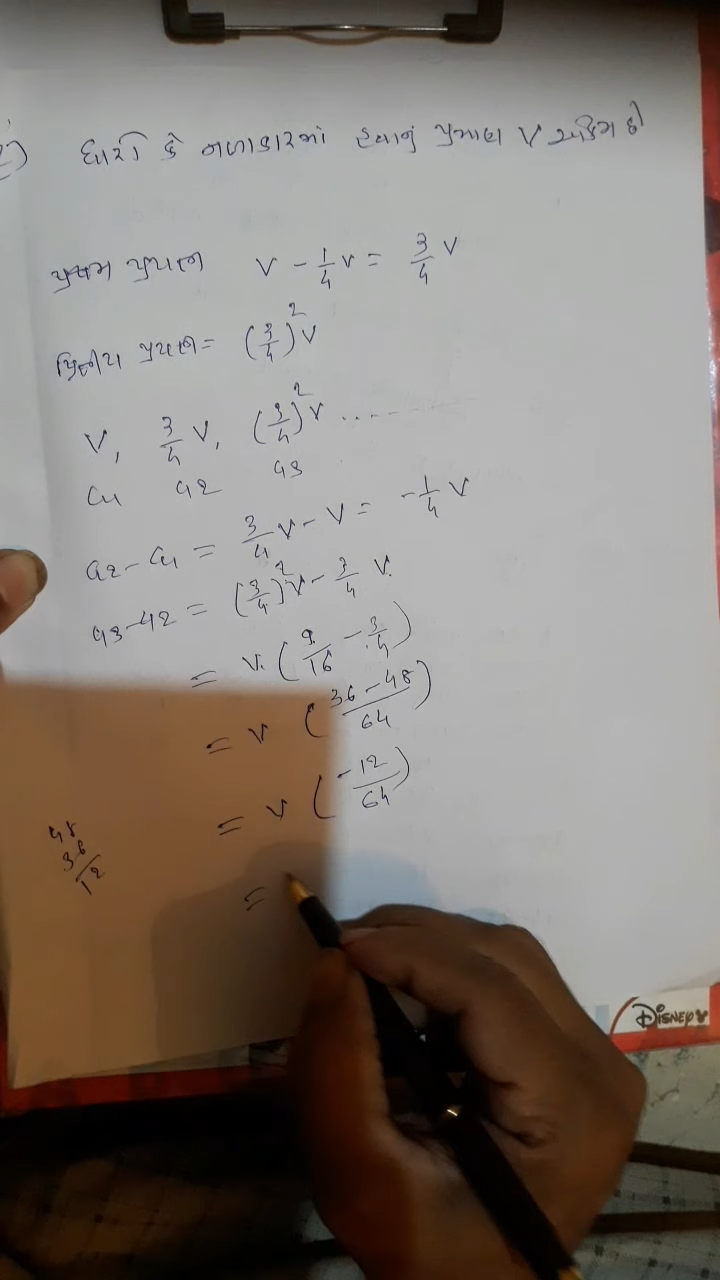 2) ધારો કે નળાકારમાં હવાનું પ્રમાણ V એકમ છે
પ્રથમ પ્રયાસ V - 1/4 V = 3/4 V
દ્વિતીય પ્રયાસ = (3/4)² V
V, 3/4 V, (3/4)² V .......
a1 a2 a3
a2 - a1 = 3/4 V - V = -1/4 V
a3 - a2 = (3/4)² V - 3/4 V.
= V. (9/16 - 3/4)
= V (36-48/64)
= V (-12/64)
48
36
12
=
DISNEY